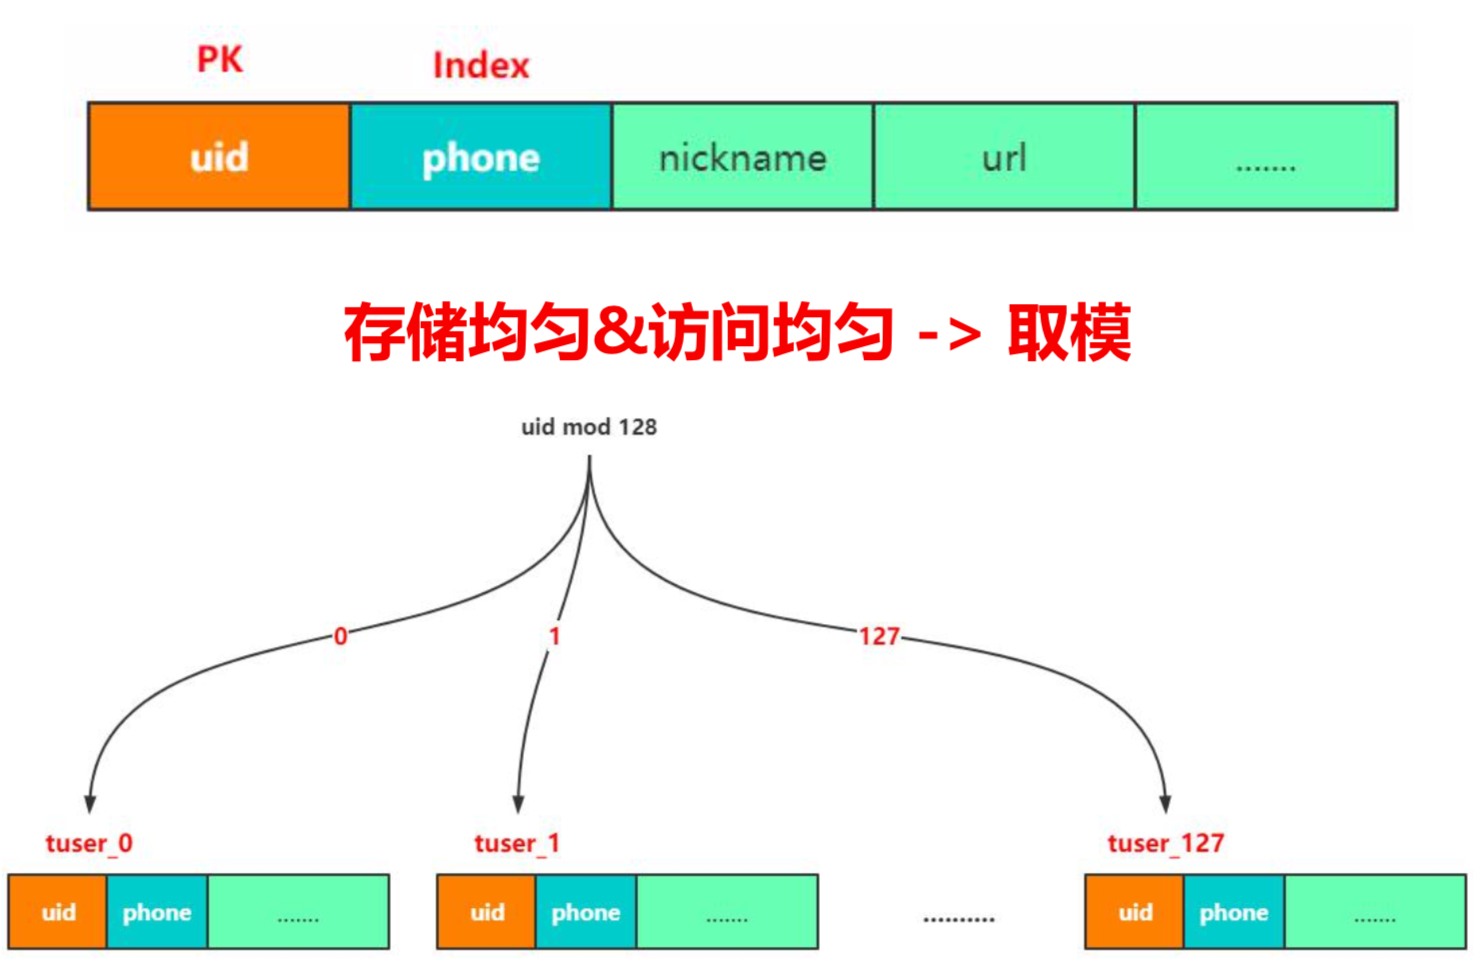 PK Index
uid phone nickname url .......
存储均匀&访问均匀 -> 取模
uid mod 128
0 1 127
tuser_0 tuser_1 tuser_127
uid phone ....... uid phone ....... .......... uid phone .......